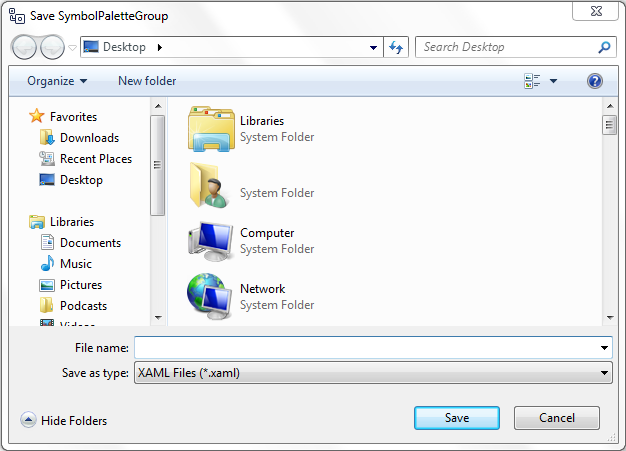 Save SymbolPaletteGroup
Desktop
Search Desktop
Organize
New folder
Favorites
Downloads
Recent Places
Desktop
Libraries
Documents
Music
Pictures
Podcasts
Videos
Libraries
System Folder
System Folder
Computer
System Folder
Network
System Folder
File name:
Save as type: XAML Files (*.xaml)
Hide Folders
Save
Cancel